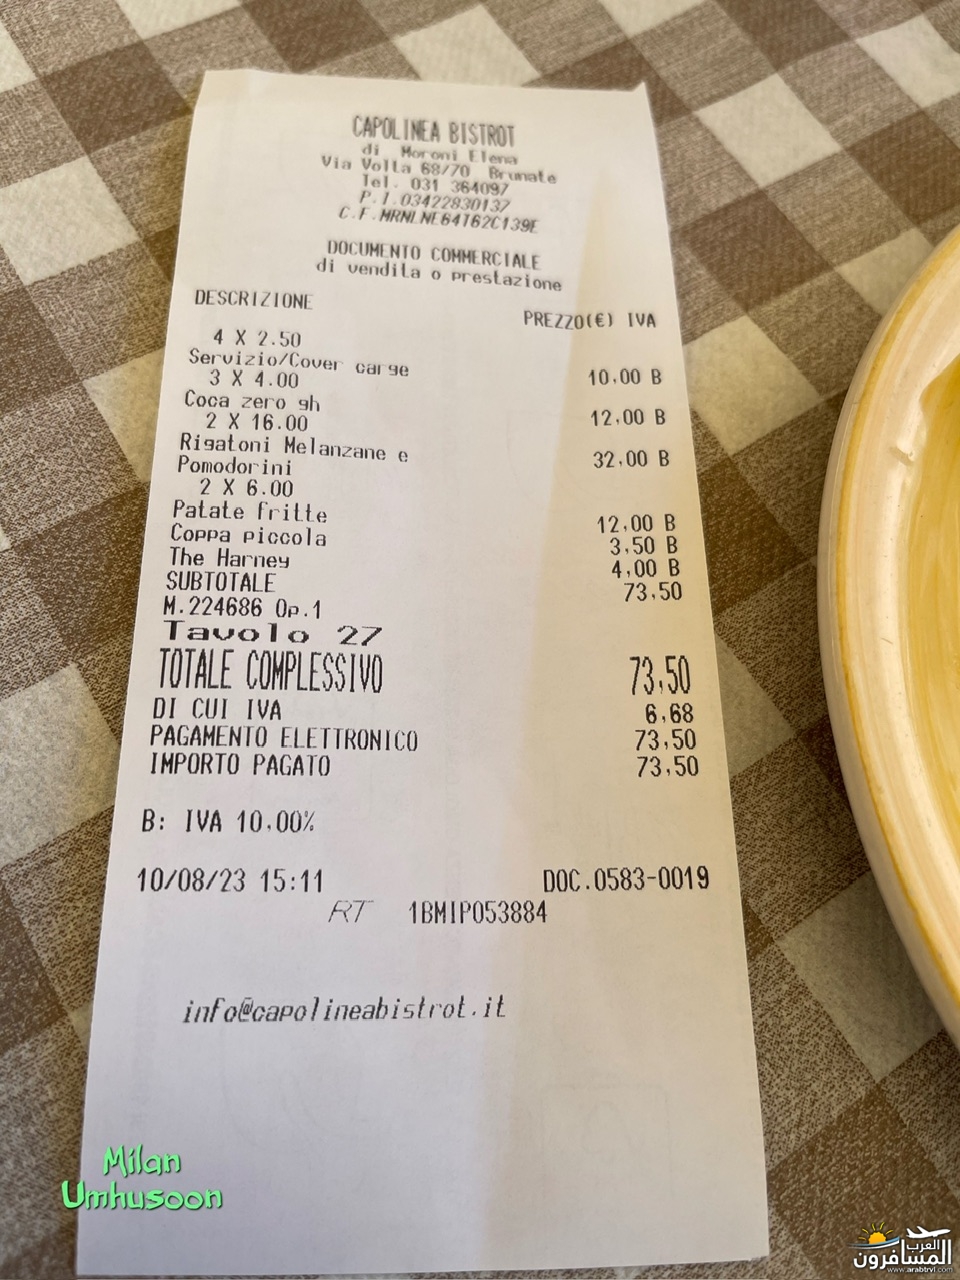 CAPOLINEA BISTROT
di Moroni Elena
Via Volta 68/70 Brunate
Tel. 031 364097
P.I.03422830137
C.F.MRNLNE64T62C139E
DOCUMENTO COMMERCIALE
di vendita o prestazione
DESCRIZIONE PREZZO(€) IVA
4 X 2.50
Servizio/Cover carge 10,00 B
3 X 4.00
Coca zero gh 12,00 B
2 X 16.00
Rigatoni Melanzane e 32,00 B
Pomodorini
2 X 6.00
Patate fritte 12,00 B
Coppa piccola 3,50 B
The Harney 4,00 B
SUBTOTALE 73,50
M.224686 Op.1
Tavolo 27
TOTALE COMPLESSIVO 73,50
DI CUI IVA 6,68
PAGAMENTO ELETTRONICO 73,50
IMPORTO PAGATO 73,50
B: IVA 10,00%
10/08/23 15:11 DOC.0583-0019
RT 1BMIP053884
info@capolineabistrot.it
Milan
Umhusoon
العرب
المسافرون
www.arabtrvl.com